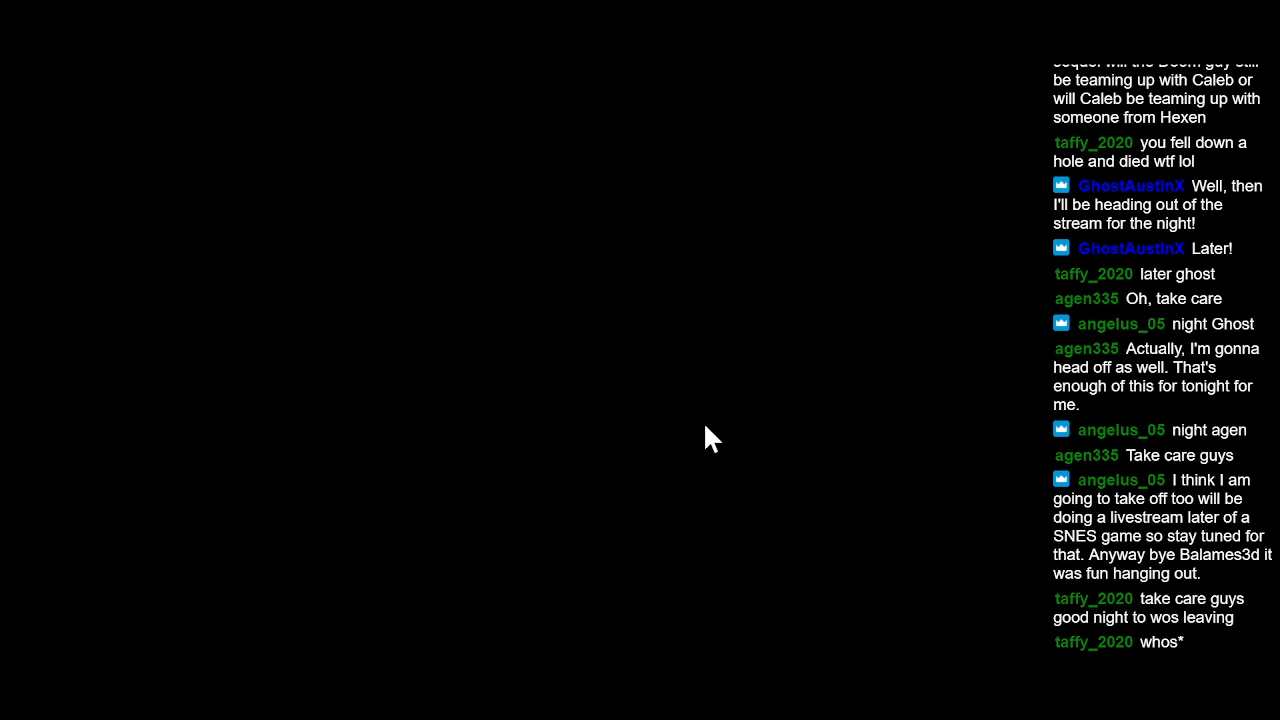 be teaming up with Caleb or
will Caleb be teaming up with
someone from Hexen
taffy_2020 you fell down a
hole and died wtf lol
GhostAustinX Well, then
I'll be heading out of the
stream for the night!
GhostAustinX Later!
taffy_2020 later ghost
agen335 Oh, take care
angelus_05 night Ghost
agen335 Actually, I'm gonna
head off as well. That's
enough of this for tonight for
me.
angelus_05 night agen
agen335 Take care guys
angelus_05 I think I am
going to take off too will be
doing a livestream later of a
SNES game so stay tuned for
that. Anyway bye Balames3d it
was fun hanging out.
taffy_2020 take care guys
good night to wos leaving
taffy_2020 whos*